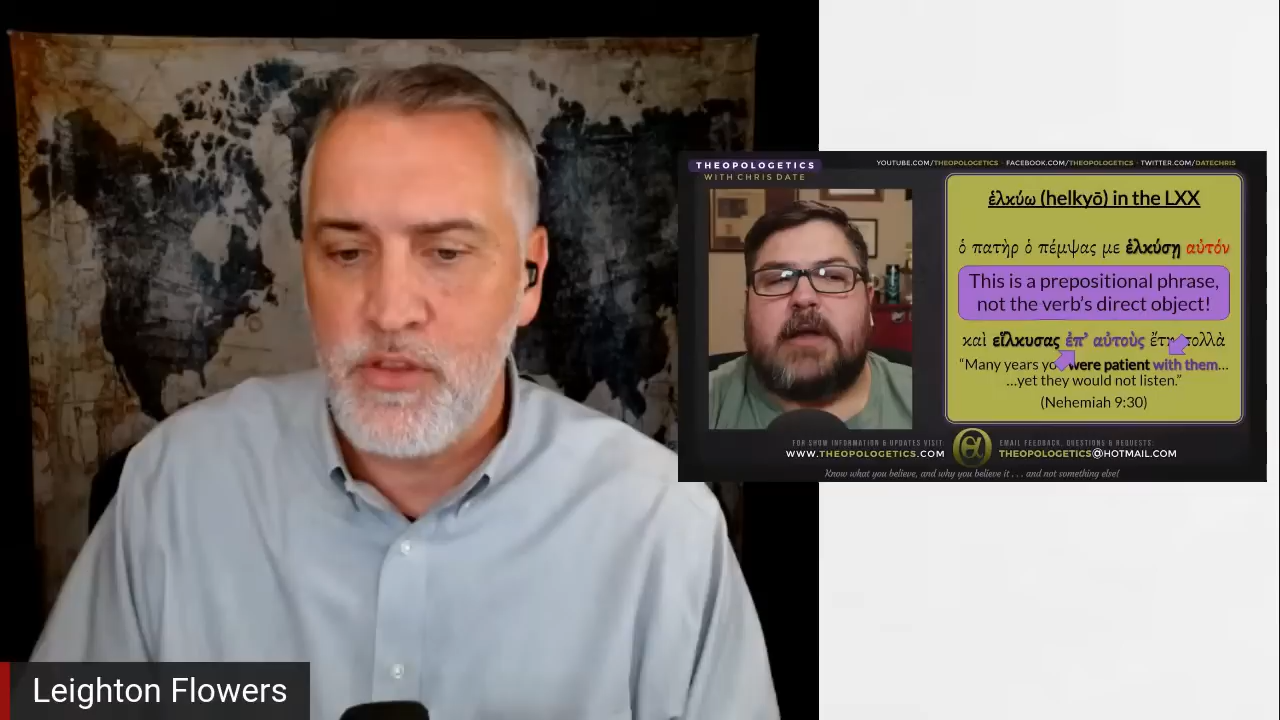 THEOPOLOGETICS
WITH CHRIS DATE
YOUTUBE.COM/THEOPOLOGETICS · FACEBOOK.COM/THEOPOLOGETICS · TWITTER.COM/DATECHRIS
ἑλκύω (helkyō) in the LXX
ὁ πατὴρ ὁ πέμψας με ἑλκύσῃ αὐτόν
This is a prepositional phrase,
not the verb's direct object!
καὶ εἵλκυσας ἐπ' αὐτοὺς ἔτη πολλὰ
“Many years were patient with them…
…yet they would not listen.”
(Nehemiah 9:30)
FOR SHOW INFORMATION & UPDATES VISIT:
WWW.THEOPOLOGETICS.COM
EMAIL FEEDBACK, QUESTIONS & REQUESTS:
THEOPOLOGETICS@HOTMAIL.COM
Know what you believe, and why you believe it . . . and not something else!
Leighton Flowers